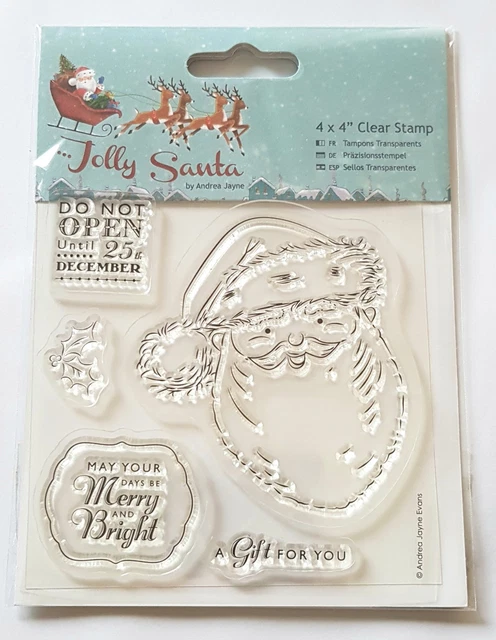 4 x 4" Clear Stamp
FR Tampons Transparents
DE Präzisionsstempel
ESP Sellos Transparentes
Jolly Santa
by Andrea Jayne
DO NOT
OPEN
Until 25th
DECEMBER
MAY YOUR
DAYS BE
Merry
AND
Bright
A Gift FOR YOU
© Andrea Jayne Evans